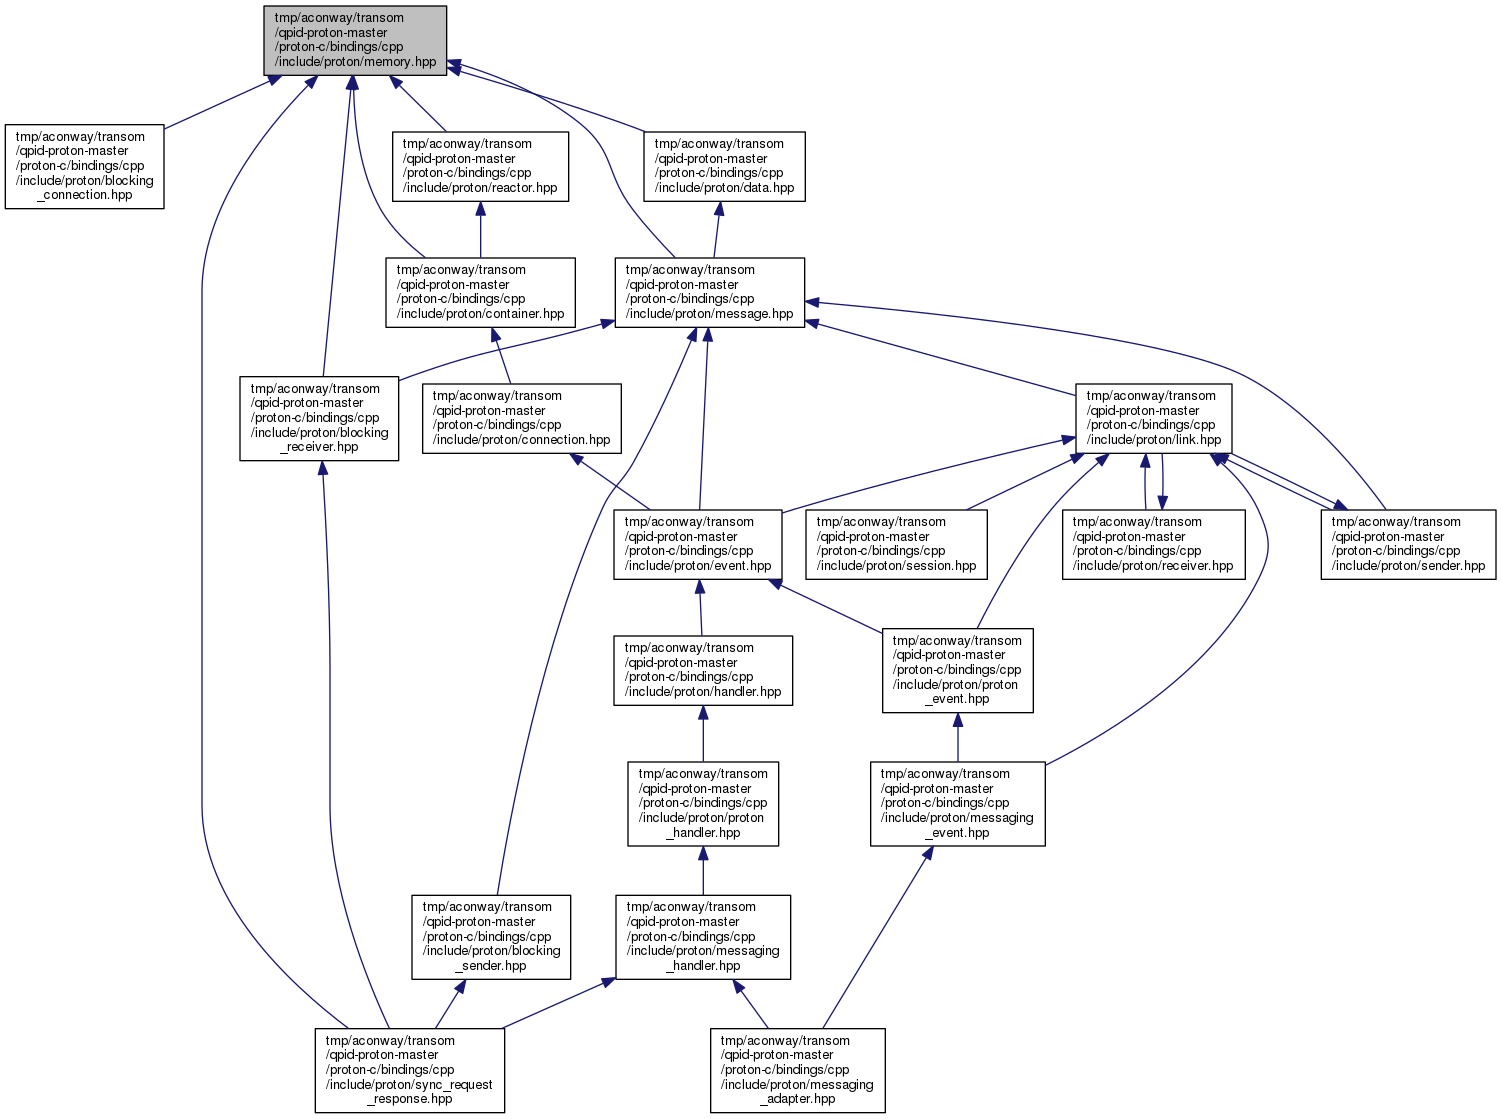 tmp/aconway/transom
/qpid-proton-master
/proton-c/bindings/cpp
/include/proton/memory.hpp
tmp/aconway/transom
/qpid-proton-master
/proton-c/bindings/cpp
/include/proton/blocking
_connection.hpp
tmp/aconway/transom
/qpid-proton-master
/proton-c/bindings/cpp
/include/proton/reactor.hpp
tmp/aconway/transom
/qpid-proton-master
/proton-c/bindings/cpp
/include/proton/data.hpp
tmp/aconway/transom
/qpid-proton-master
/proton-c/bindings/cpp
/include/proton/container.hpp
tmp/aconway/transom
/qpid-proton-master
/proton-c/bindings/cpp
/include/proton/message.hpp
tmp/aconway/transom
/qpid-proton-master
/proton-c/bindings/cpp
/include/proton/blocking
_receiver.hpp
tmp/aconway/transom
/qpid-proton-master
/proton-c/bindings/cpp
/include/proton/connection.hpp
tmp/aconway/transom
/qpid-proton-master
/proton-c/bindings/cpp
/include/proton/link.hpp
tmp/aconway/transom
/qpid-proton-master
/proton-c/bindings/cpp
/include/proton/event.hpp
tmp/aconway/transom
/qpid-proton-master
/proton-c/bindings/cpp
/include/proton/session.hpp
tmp/aconway/transom
/qpid-proton-master
/proton-c/bindings/cpp
/include/proton/receiver.hpp
tmp/aconway/transom
/qpid-proton-master
/proton-c/bindings/cpp
/include/proton/sender.hpp
tmp/aconway/transom
/qpid-proton-master
/proton-c/bindings/cpp
/include/proton/handler.hpp
tmp/aconway/transom
/qpid-proton-master
/proton-c/bindings/cpp
/include/proton/proton
_event.hpp
tmp/aconway/transom
/qpid-proton-master
/proton-c/bindings/cpp
/include/proton/proton
_handler.hpp
tmp/aconway/transom
/qpid-proton-master
/proton-c/bindings/cpp
/include/proton/messaging
_event.hpp
tmp/aconway/transom
/qpid-proton-master
/proton-c/bindings/cpp
/include/proton/blocking
_sender.hpp
tmp/aconway/transom
/qpid-proton-master
/proton-c/bindings/cpp
/include/proton/messaging
_handler.hpp
tmp/aconway/transom
/qpid-proton-master
/proton-c/bindings/cpp
/include/proton/sync_request
_response.hpp
tmp/aconway/transom
/qpid-proton-master
/proton-c/bindings/cpp
/include/proton/messaging
_adapter.hpp